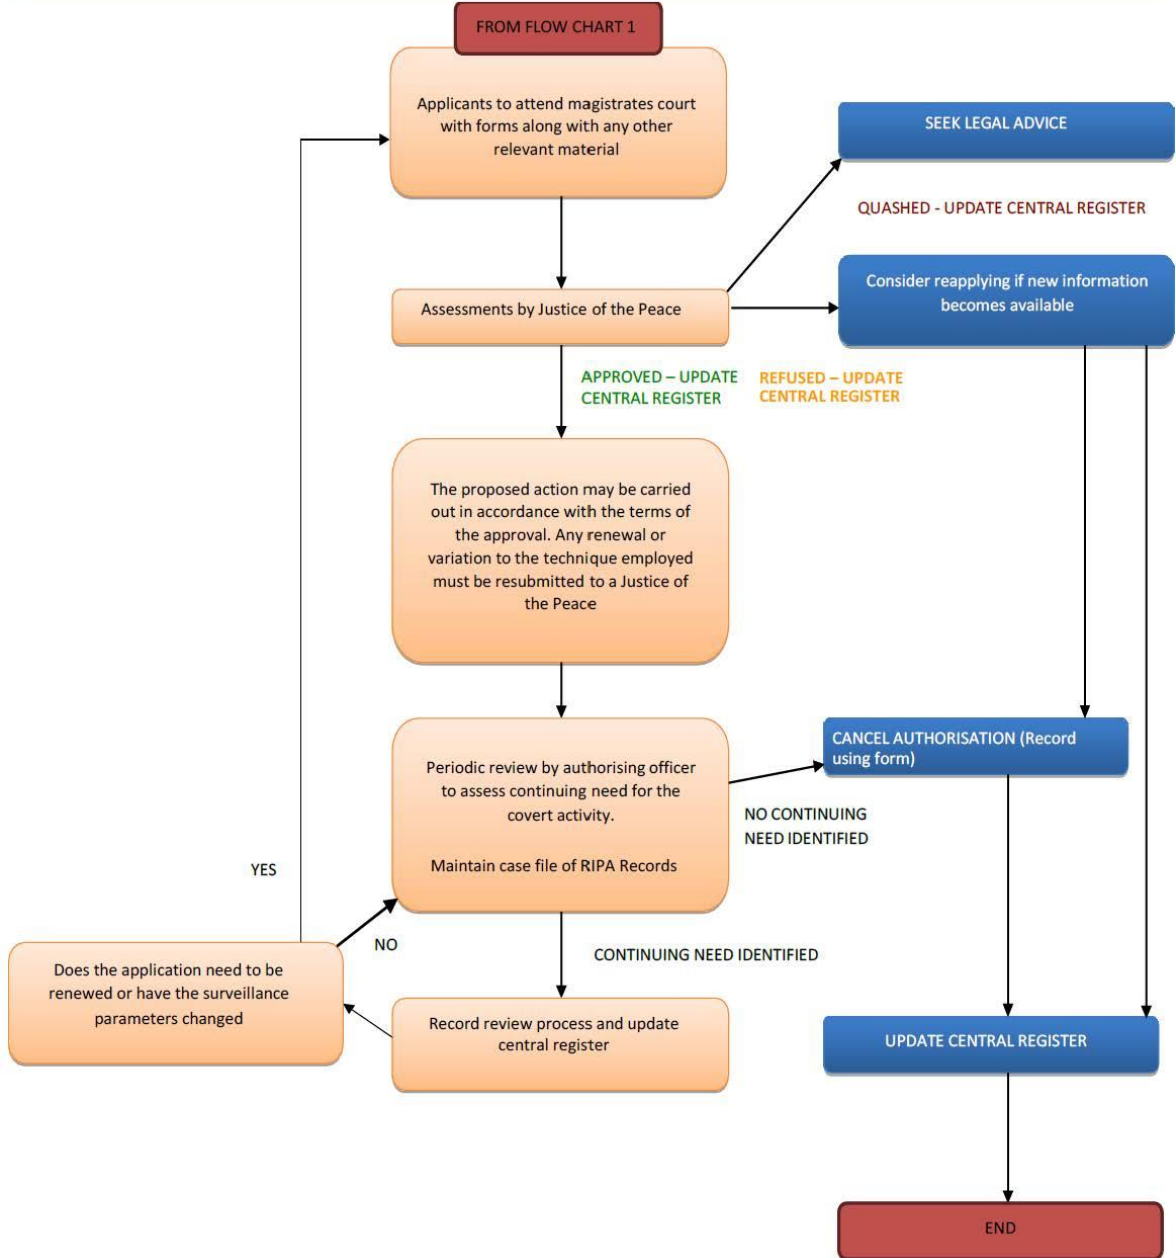 FROM FLOW CHART 1
Applicants to attend magistrates court
with forms along with any other
relevant material
SEEK LEGAL ADVICE
QUASHED - UPDATE CENTRAL REGISTER
Consider reapplying if new information
becomes available
Assessments by Justice of the Peace
APPROVED – UPDATE
CENTRAL REGISTER
REFUSED – UPDATE
CENTRAL REGISTER
The proposed action may be carried
out in accordance with the terms of
the approval. Any renewal or
variation to the technique employed
must be resubmitted to a Justice of
the Peace
Periodic review by authorising officer
to assess continuing need for the
covert activity.
Maintain case file of RIPA Records
CANCEL AUTHORISATION (Record
using form)
NO CONTINUING
NEED IDENTIFIED
YES
NO
CONTINUING NEED IDENTIFIED
Does the application need to be
renewed or have the surveillance
parameters changed
Record review process and update
central register
UPDATE CENTRAL REGISTER
END